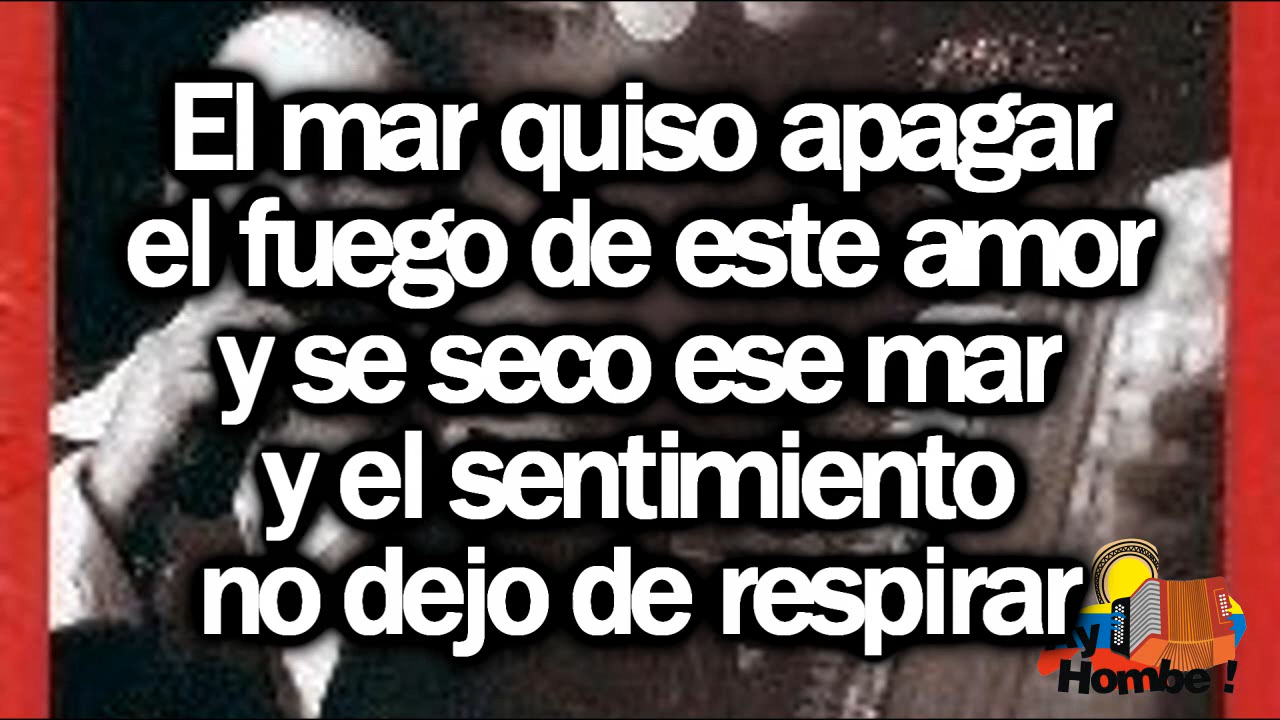 El mar quiso apagar
el fuego de este amor
y se seco ese mar
y el sentimiento
no dejo de respirar
Ay
Hombe !